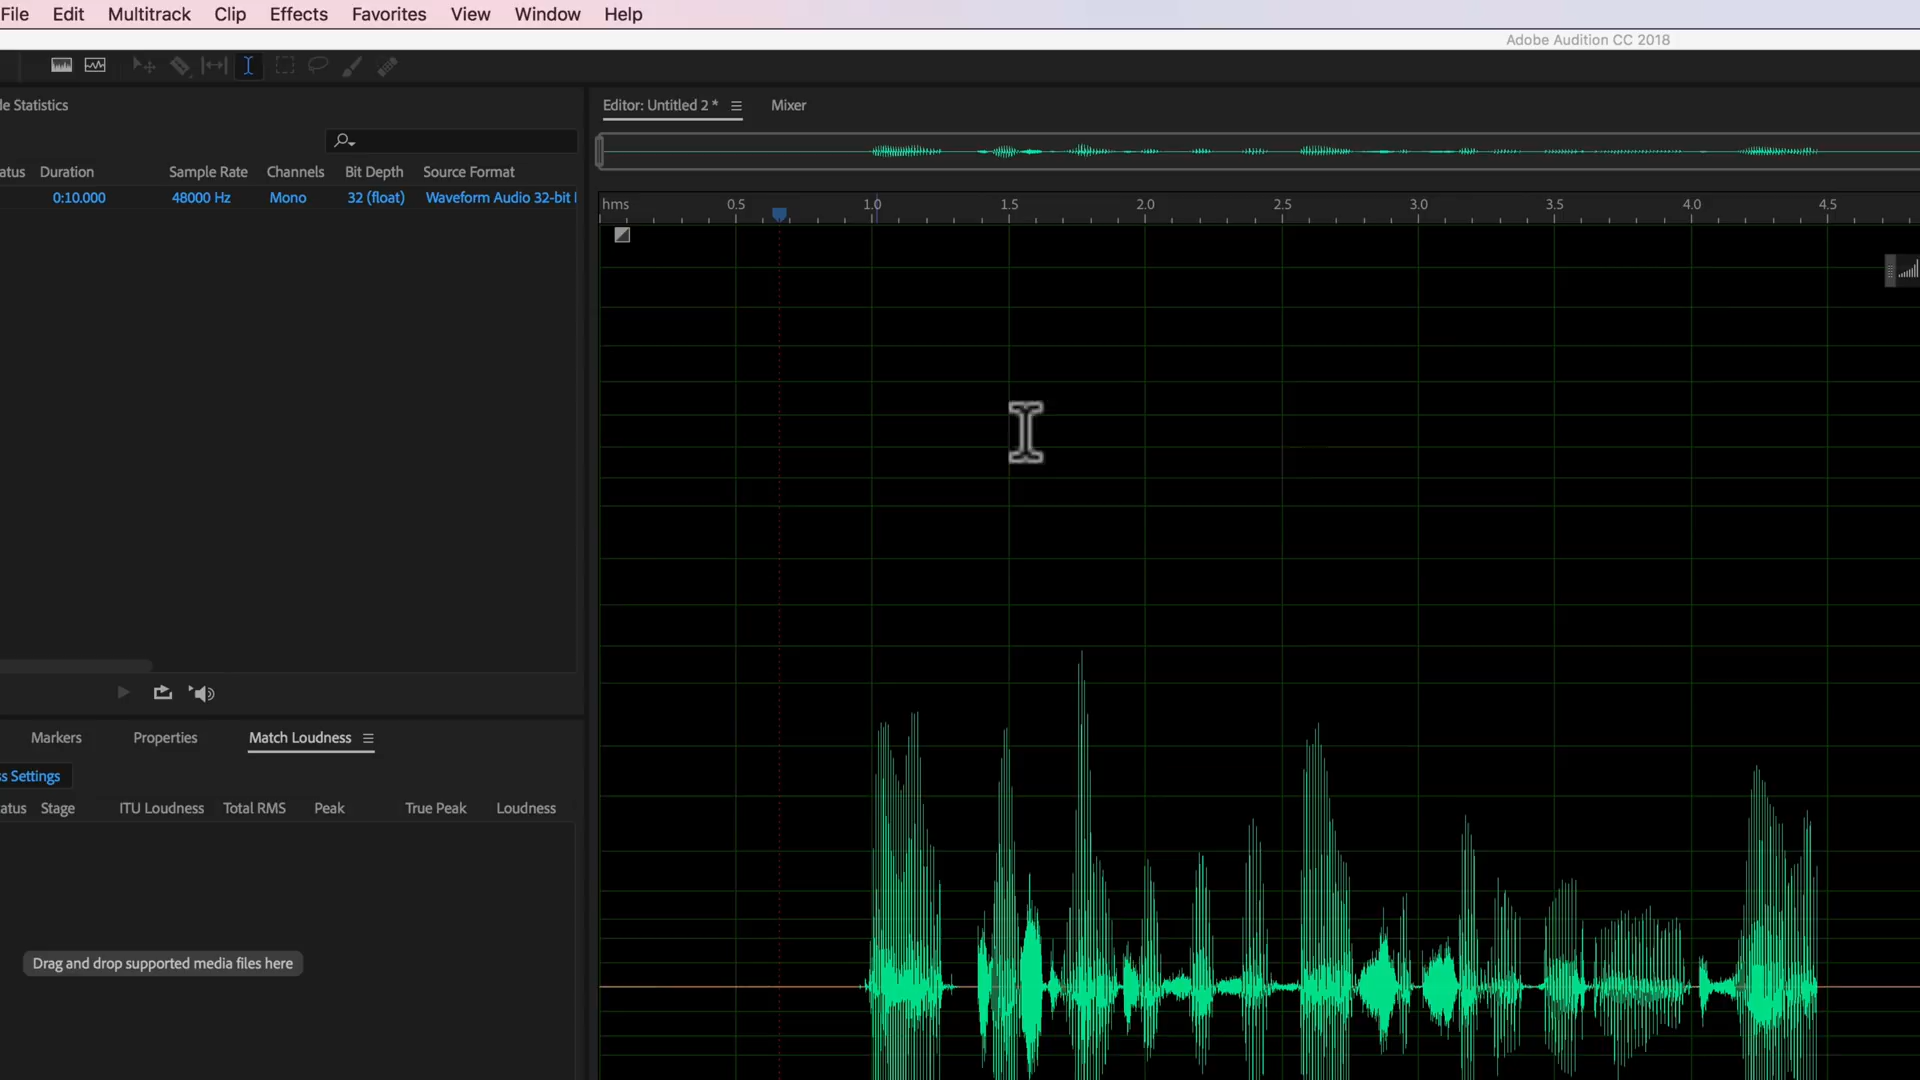 File Edit Multitrack Clip Effects Favorites View Window Help
Adobe Audition CC 2018
Statistics
Editor: Untitled 2 *
Mixer
Duration Sample Rate Channels Bit Depth Source Format
0:10.000 48000 Hz Mono 32 (float) Waveform Audio 32-bit
hms 0.5 1.0 1.5 2.0 2.5 3.0 3.5 4.0 4.5
Markers Properties Match Loudness
Settings
Stage ITU Loudness Total RMS Peak True Peak Loudness
Drag and drop supported media files here